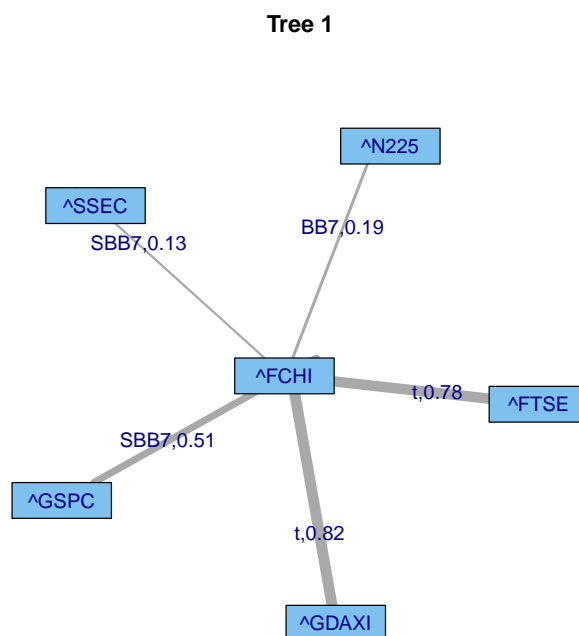 Tree 1
^N225
^SSEC
BB7,0.19
SBB7,0.13
^FCHI
t,0.78
^FTSE
SBB7,0.51
^GSPC
t,0.82
^GDAXI